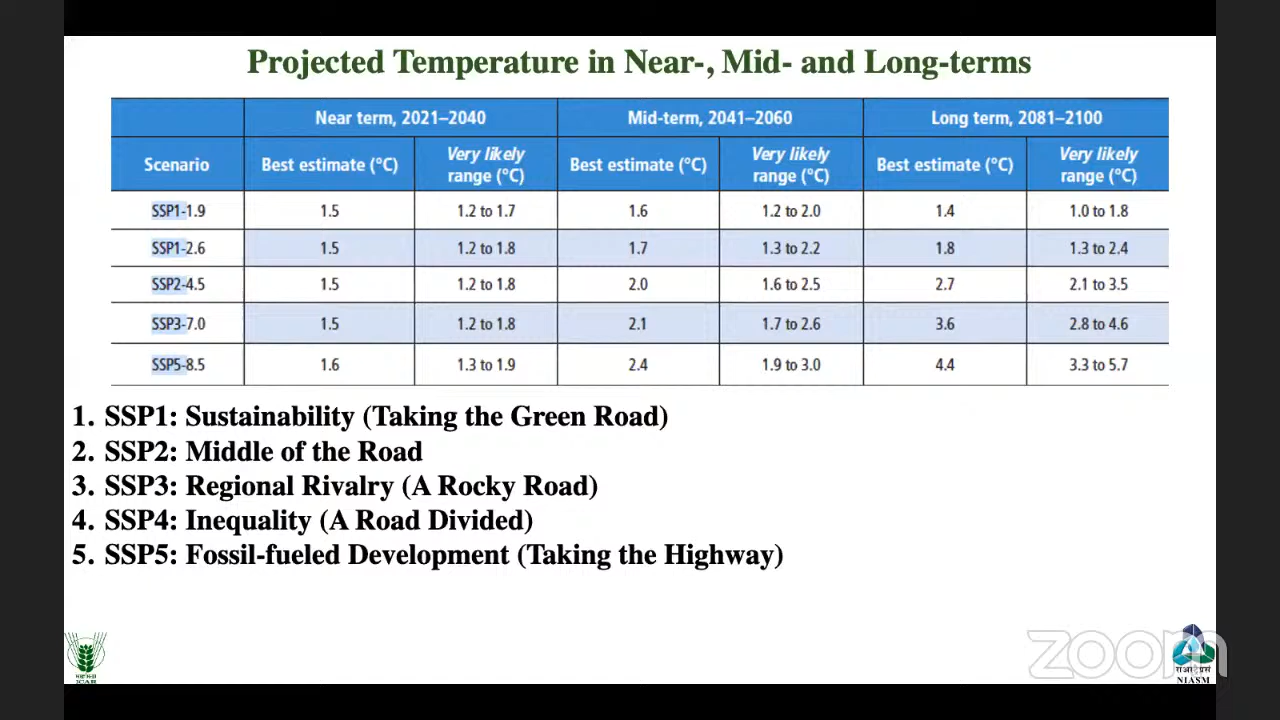 Projected Temperature in Near-, Mid- and Long-terms
Near term, 2021–2040 Mid-term, 2041–2060 Long term, 2081–2100
Scenario Best estimate (°C) Very likely range (°C) Best estimate (°C) Very likely range (°C) Best estimate (°C) Very likely range (°C)
SSP1-1.9 1.5 1.2 to 1.7 1.6 1.2 to 2.0 1.4 1.0 to 1.8
SSP1-2.6 1.5 1.2 to 1.8 1.7 1.3 to 2.2 1.8 1.3 to 2.4
SSP2-4.5 1.5 1.2 to 1.8 2.0 1.6 to 2.5 2.7 2.1 to 3.5
SSP3-7.0 1.5 1.2 to 1.8 2.1 1.7 to 2.6 3.6 2.8 to 4.6
SSP5-8.5 1.6 1.3 to 1.9 2.4 1.9 to 3.0 4.4 3.3 to 5.7
1. SSP1: Sustainability (Taking the Green Road)
2. SSP2: Middle of the Road
3. SSP3: Regional Rivalry (A Rocky Road)
4. SSP4: Inequality (A Road Divided)
5. SSP5: Fossil-fueled Development (Taking the Highway)
ICAR
zoom
NIASM